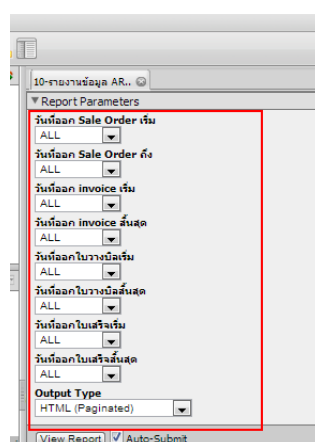 10-รายงานข้อมูล AR..
Report Parameters
วันที่ออก Sale Order เริ่ม
ALL
วันที่ออก Sale Order ถึง
ALL
วันที่ออก invoice เริ่ม
ALL
วันที่ออก invoice สิ้นสุด
ALL
วันที่ออกใบวางบิลเริ่ม
ALL
วันที่ออกใบวางบิลสิ้นสุด
ALL
วันที่ออกใบเสร็จเริ่ม
ALL
วันที่ออกใบเสร็จสิ้นสุด
ALL
Output Type
HTML (Paginated)
View Report Auto-Submit